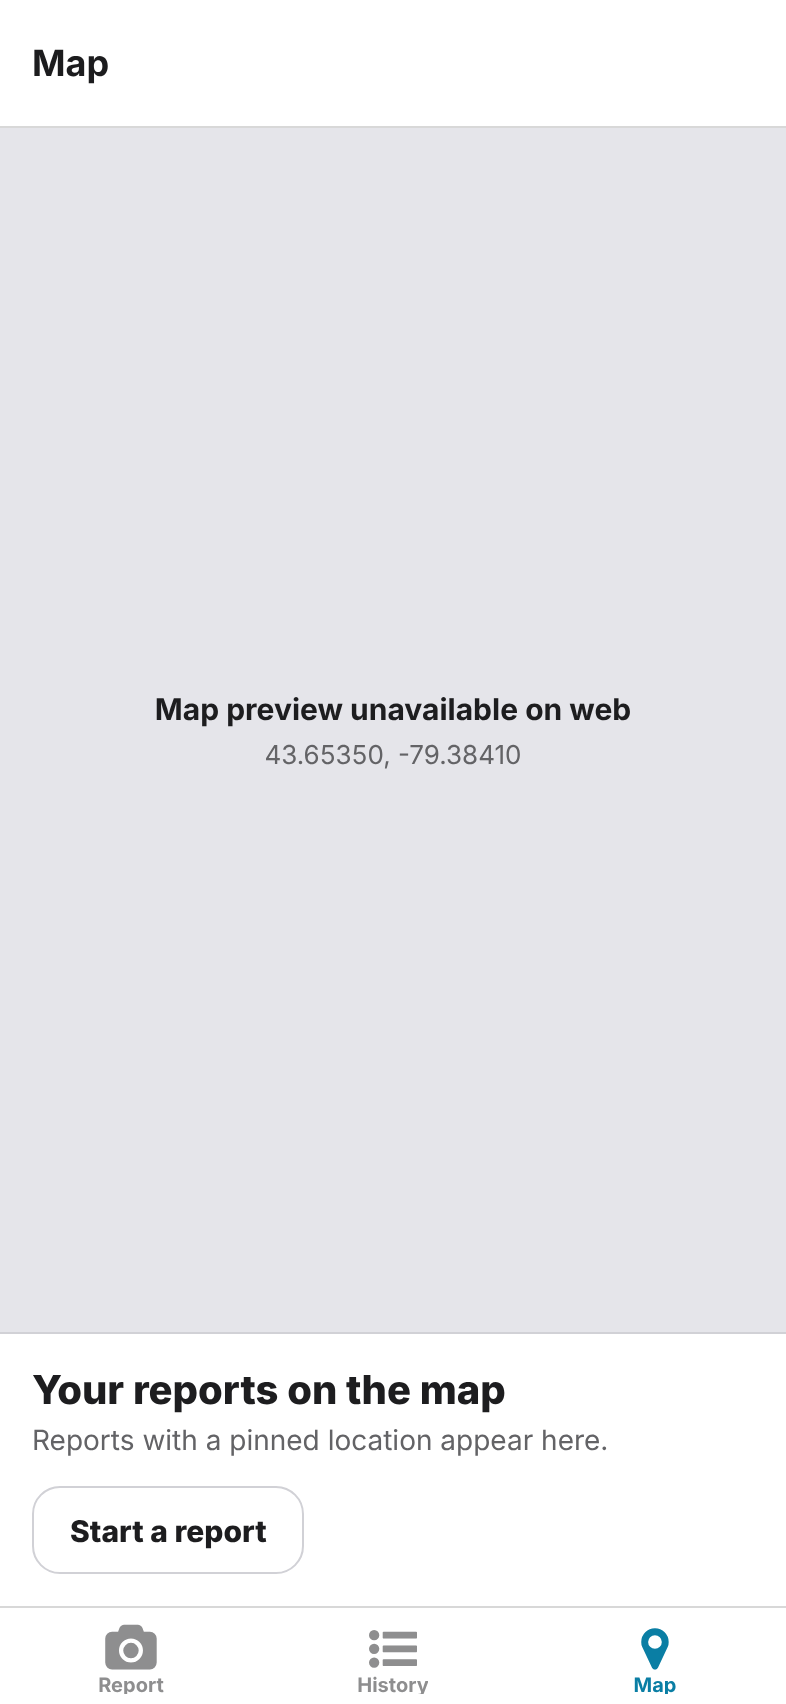 Map
Map preview unavailable on web
43.65350, -79.38410
Your reports on the map
Reports with a pinned location appear here.
Start a report
Report
History
Map